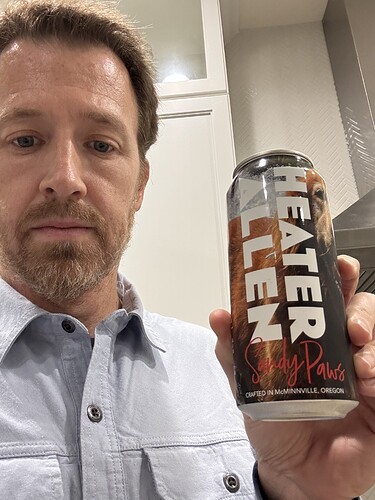 HEATER
ALLEN
Sandy Paws
CRAFTED IN McMINNVILLE, OREGON